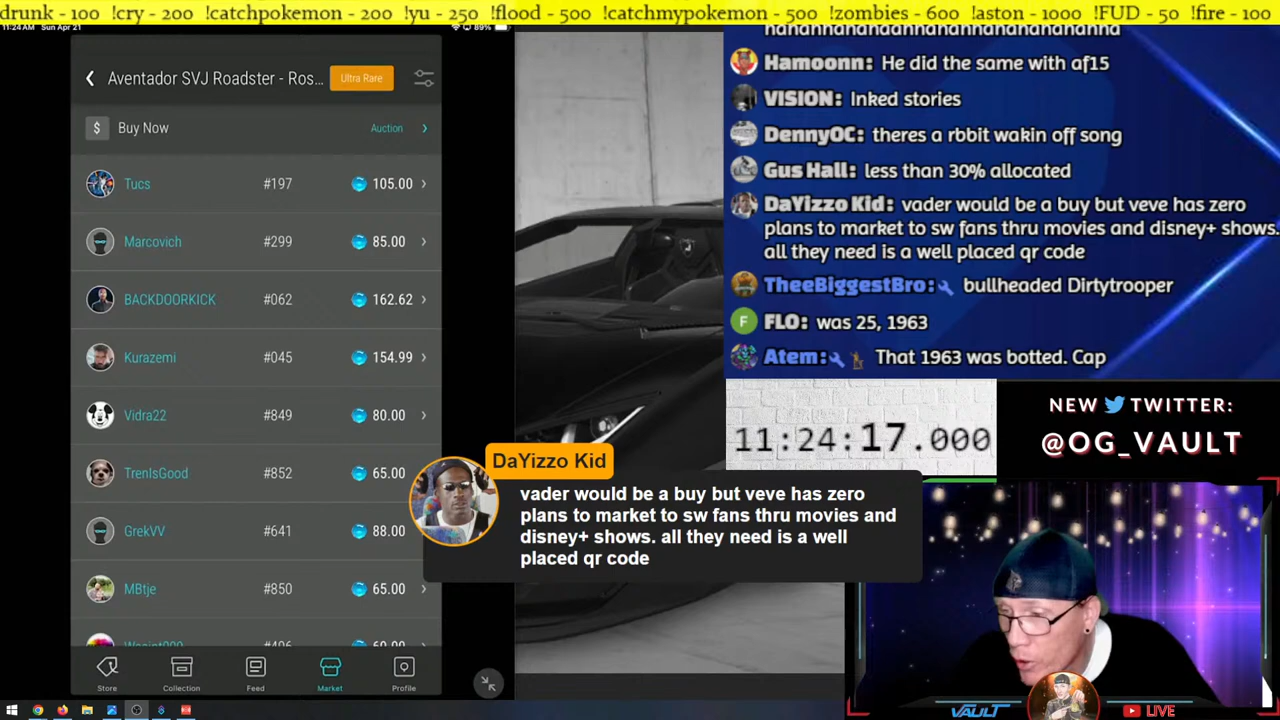 drunk - 100 !cry - 200 !catchpokemon - 200 !yu - 250 !flood - 500 !catchmypokemon - 500 !zombies - 600 !aston - 1000 !FUD - 50 !fire - 100
11:24 AM Sun Apr 21
89%
Aventador SVJ Roadster - Ros...
Ultra Rare
$ Buy Now
Auction
Tucs #197 105.00
Marcovich #299 85.00
BACKDOORKICK #062 162.62
Kurazemi #045 154.99
Vidra22 #849 80.00
TrenIsGood #852 65.00
GrekVV #641 88.00
MBtje #850 65.00
Store Collection Feed Market Profile
Hamoonn: He did the same with af15
VISION: Inked stories
DennyOC: theres a rbbit wakin off song
Gus Hall: less than 30% allocated
DaYizzo Kid: vader would be a buy but veve has zero
plans to market to sw fans thru movies and disney+ shows.
all they need is a well placed qr code
TheeBiggestBro: bullheaded Dirtytrooper
F FLO: was 25, 1963
Atem: That 1963 was botted. Cap
11:24:17.000
NEW TWITTER:
@OG_VAULT
DaYizzo Kid
vader would be a buy but veve has zero
plans to market to sw fans thru movies and
disney+ shows. all they need is a well
placed qr code
VAULT
LIVE